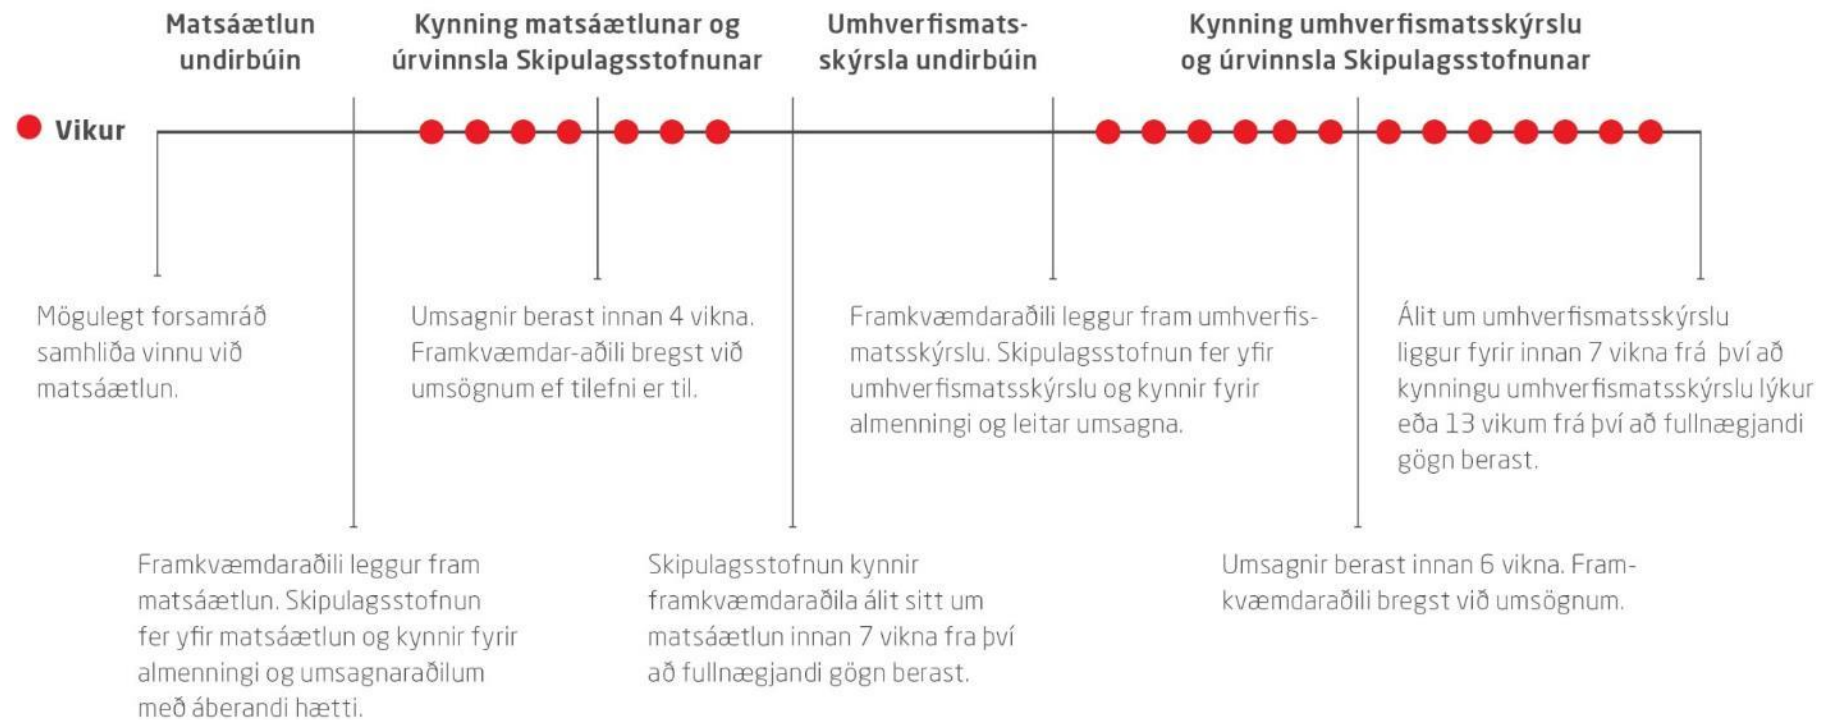 Matsáætlun
undirbúin
Kynning matsáætlunar og
úrvinnsla Skipulagsstofnunar
Umhverfismats-
skýrsla undirbúin
Kynning umhverfismatsskýrslu
og úrvinnsla Skipulagsstofnunar
Vikur
Mögulegt forsamráð
samhliða vinnu við
matsáætlun.
Umsagnir berast innan 4 vikna.
Framkvæmdar-aðili bregst við
umsögnum ef tilefni er til.
Framkvæmdaraðili leggur fram umhverfis-
matsskýrslu. Skipulagsstofnun fer yfir
umhverfismatsskýrslu og kynnir fyrir
almenningi og leitar umsagna.
Álit um umhverfismatsskýrslu
liggur fyrir innan 7 vikna frá því að
kynningu umhverfismatsskýrslu lýkur
eða 13 vikum frá því að fullnægjandi
gögn berast.
Framkvæmdaraðili leggur fram
matsáætlun. Skipulagsstofnun
fer yfir matsáætlun og kynnir fyrir
almenningi og umsagnaraðilum
með áberandi hætti.
Skipulagsstofnun kynnir
framkvæmdaraðila álit sitt um
matsáætlun innan 7 vikna fra því
að fullnægjandi gögn berast.
Umsagnir berast innan 6 vikna. Fram-
kvæmdaraðili bregst við umsögnum.